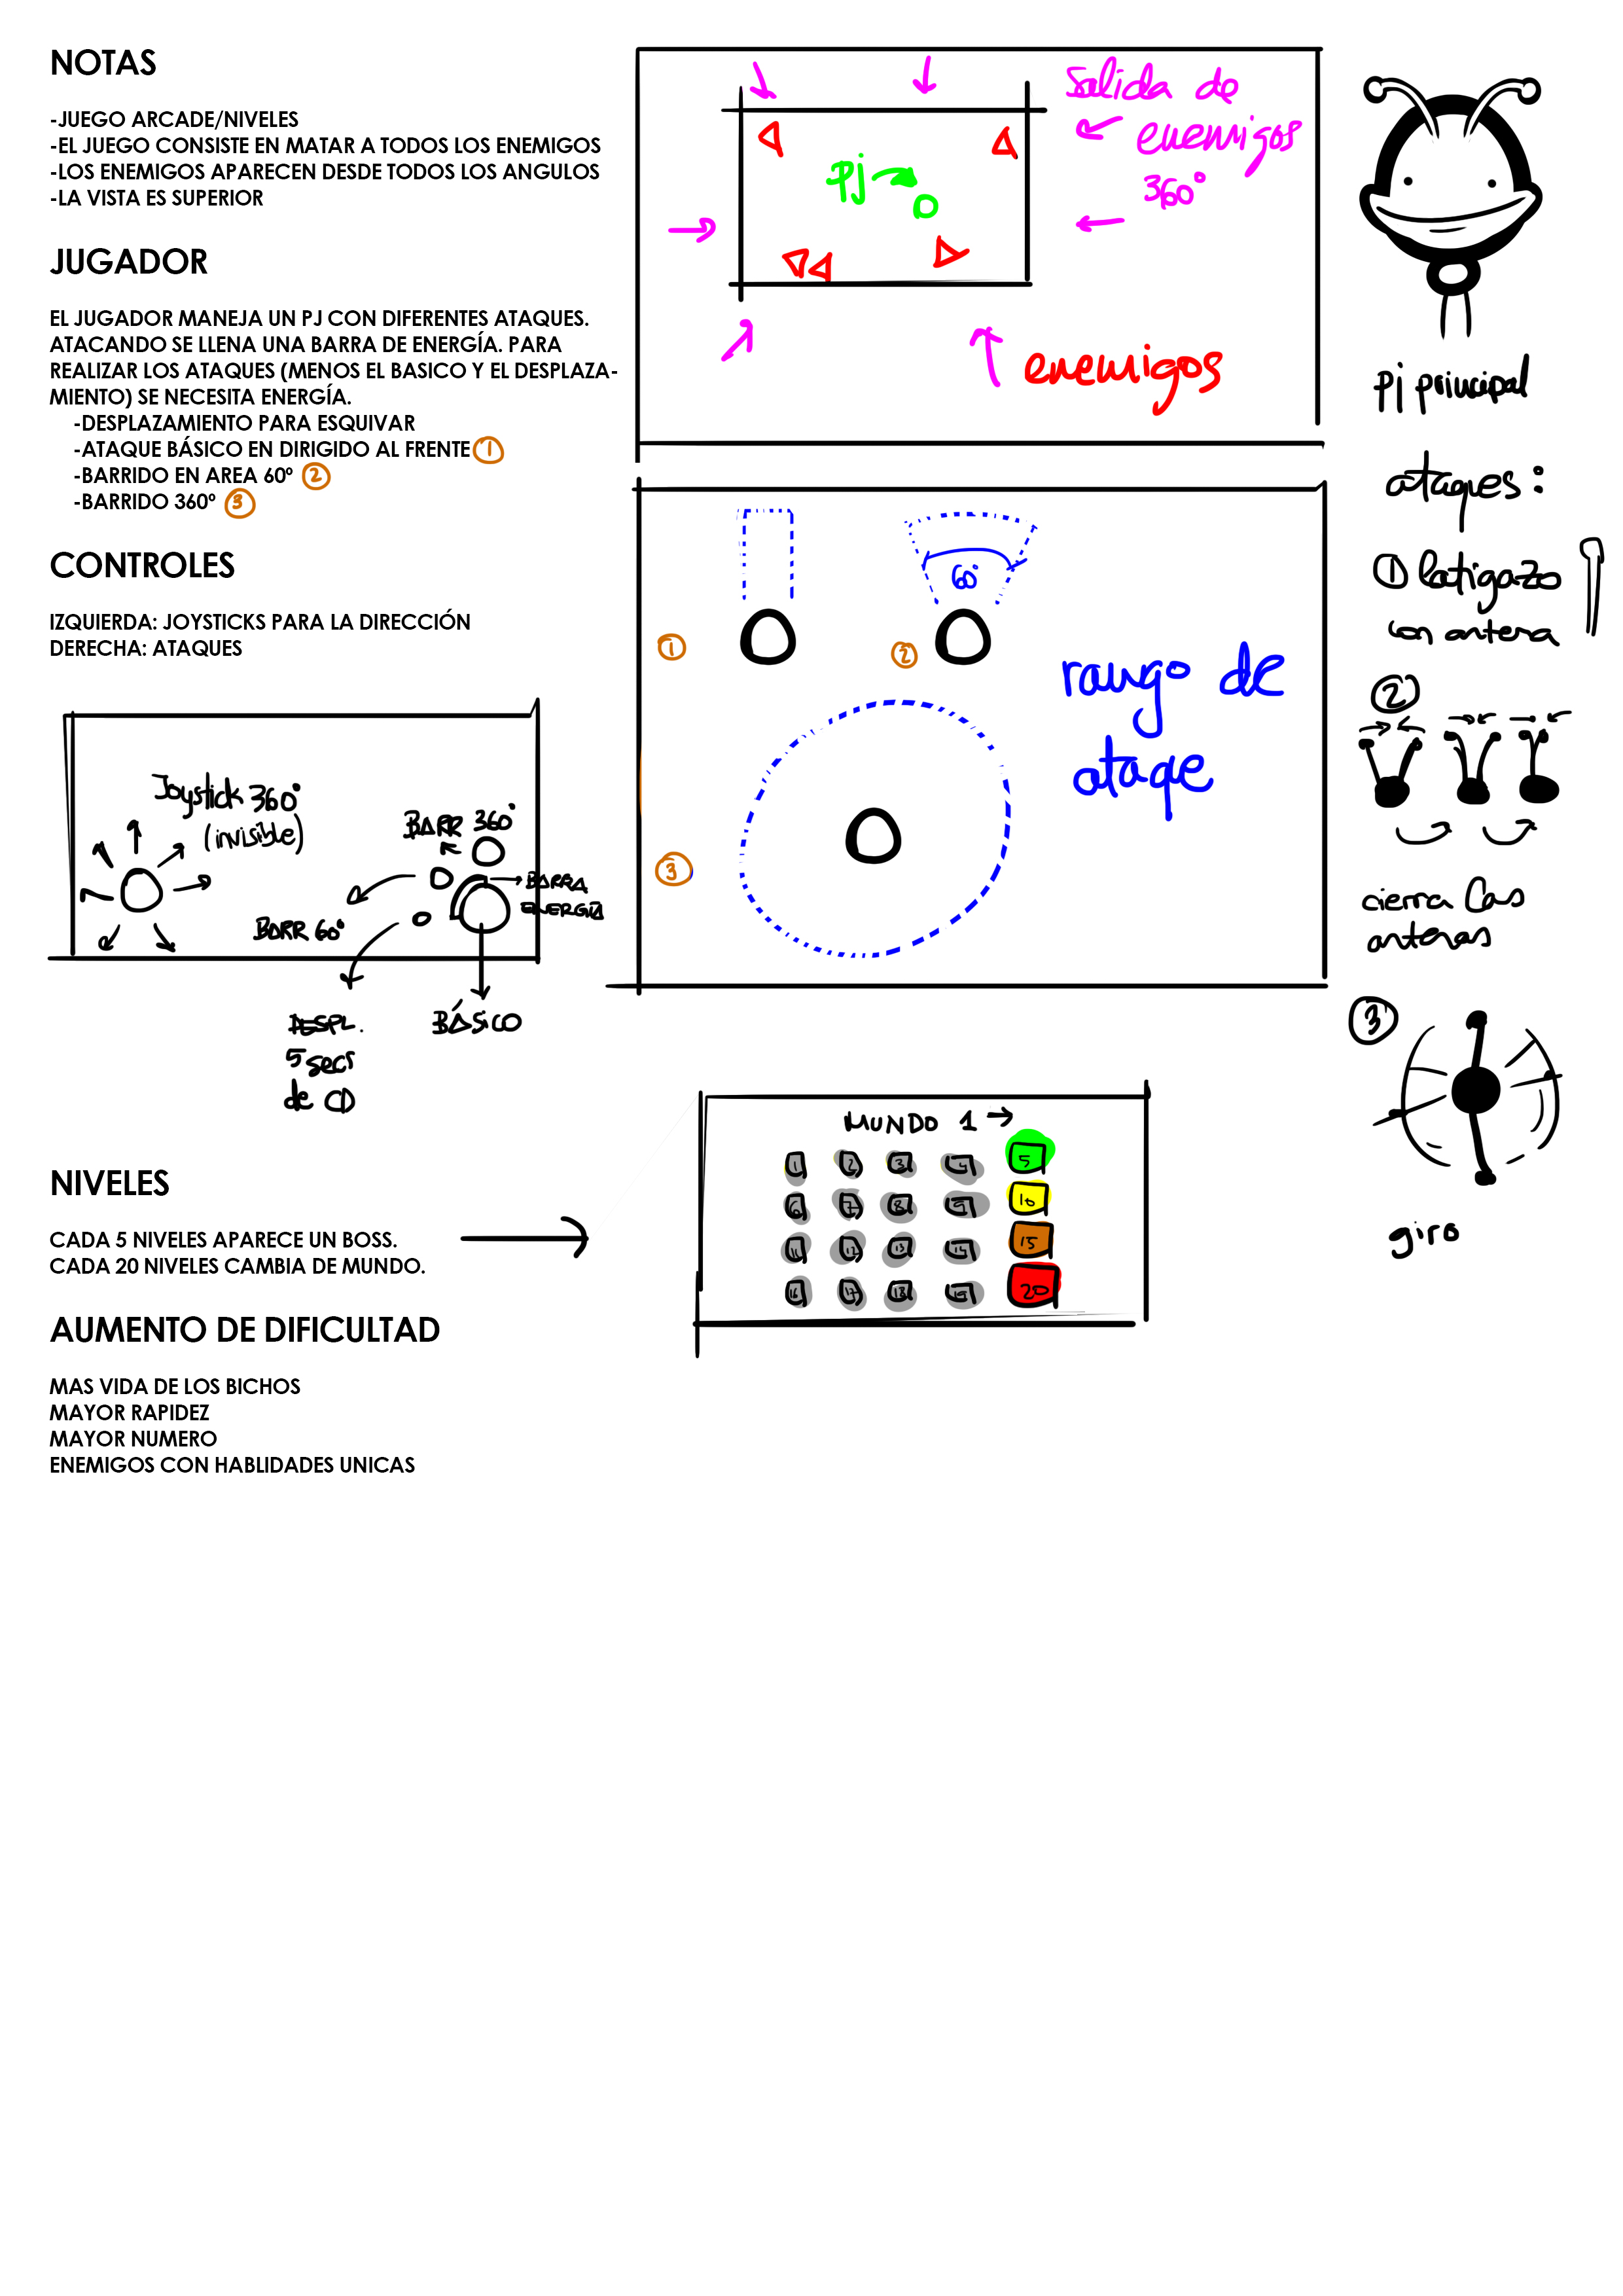 NOTAS
-JUEGO ARCADE/NIVELES
-EL JUEGO CONSISTE EN MATAR A TODOS LOS ENEMIGOS
-LOS ENEMIGOS APARECEN DESDE TODOS LOS ANGULOS
-LA VISTA ES SUPERIOR
JUGADOR
EL JUGADOR MANEJA UN PJ CON DIFERENTES ATAQUES.
ATACANDO SE LLENA UNA BARRA DE ENERGÍA. PARA
REALIZAR LOS ATAQUES (MENOS EL BASICO Y EL DESPLAZA-
MIENTO) SE NECESITA ENERGÍA.
-DESPLAZAMIENTO PARA ESQUIVAR
-ATAQUE BÁSICO EN DIRIGIDO AL FRENTE 1
-BARRIDO EN AREA 60º 2
-BARRIDO 360º 3
CONTROLES
IZQUIERDA: JOYSTICKS PARA LA DIRECCIÓN
DERECHA: ATAQUES
Joystick 360°
(invisible)
BARR 360°
BARRA
ENERGIA
BARR 60°
DESPL.
5 secs
de CD
BÁSICO
NIVELES
CADA 5 NIVELES APARECE UN BOSS.
CADA 20 NIVELES CAMBIA DE MUNDO.
AUMENTO DE DIFICULTAD
MAS VIDA DE LOS BICHOS
MAYOR RAPIDEZ
MAYOR NUMERO
ENEMIGOS CON HABLIDADES UNICAS
Salida de
enemigos
360°
pj
enemigos
60°
1
2
3
rango de
ataqe
MUNDO 1
1 2 3 4 5
6 7 8 9 10
11 12 13 14 15
16 17 18 19 20
pj principal
ataques:
1 latigazo
con antena
2
cierra las
antenas
3
giro